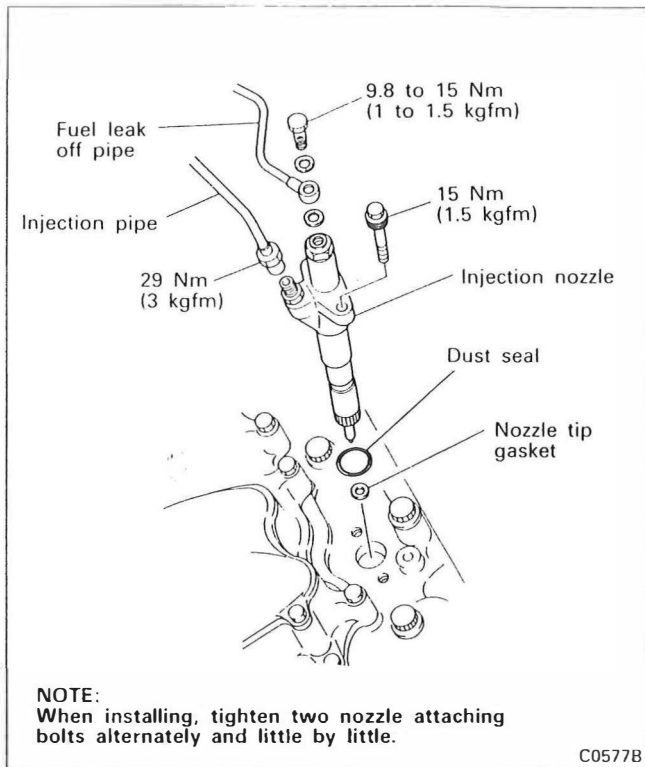 9.8 to 15 Nm
(1 to 1.5 kgfm)
Fuel leak
off pipe
15 Nm
(1.5 kgfm)
Injection pipe
29 Nm
(3 kgfm)
Injection nozzle
Dust seal
Nozzle tip
gasket
NOTE:
When installing, tighten two nozzle attaching
bolts alternately and little by little.
C0577B